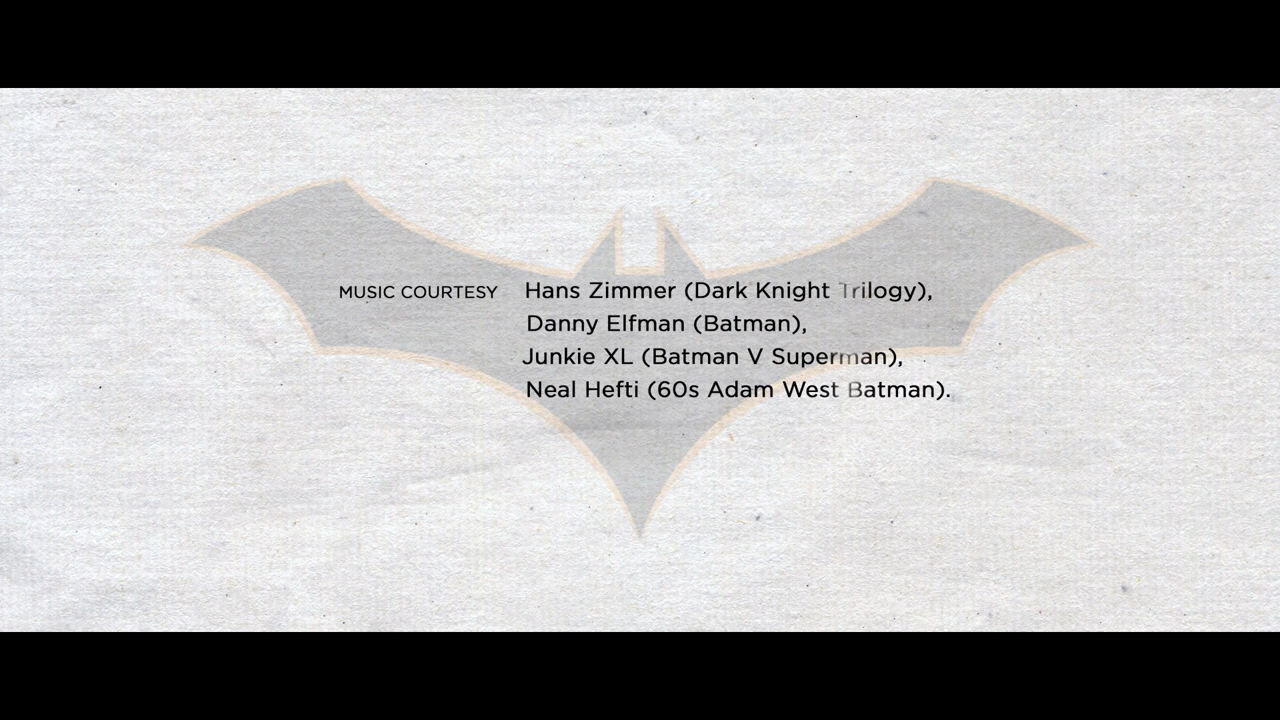 MUSIC COURTESY Hans Zimmer (Dark Knight Trilogy),
Danny Elfman (Batman),
Junkie XL (Batman V Superman),
Neal Hefti (60s Adam West Batman).